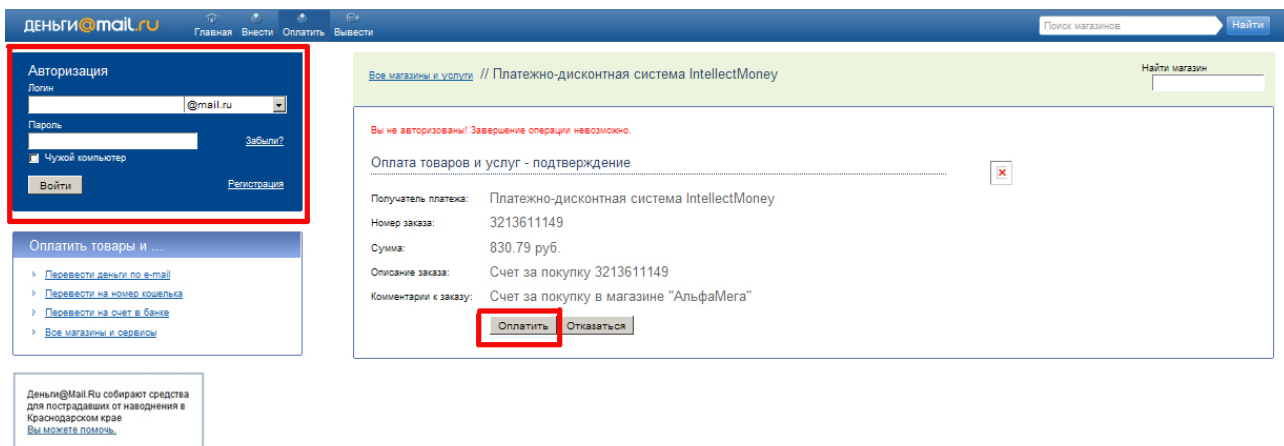 деньги@mail.ru
Главная Внести Оплатить Вывести
Поиск магазинов
Найти
Авторизация
Логин
@mail.ru
Пароль
Забыли?
Чужой компьютер
Войти
Регистрация
Оплатить товары и ...
Перевести деньги по e-mail
Перевести на номер кошелька
Перевести на счет в банке
Все магазины и сервисы
Деньги@Mail.Ru собирают средства
для пострадавших от наводнения в
Краснодарском крае
Вы можете помочь.
Все магазины и услуги // Платежно-дисконтная система IntellectMoney
Найти магазин
Вы не авторизованы! Завершение операции невозможно.
Оплата товаров и услуг - подтверждение
Получатель платежа: Платежно-дисконтная система IntellectMoney
Номер заказа: 3213611149
Сумма: 830.79 руб.
Описание заказа: Счет за покупку 3213611149
Комментарии к заказу: Счет за покупку в магазине "АльфаМега"
Оплатить Отказаться